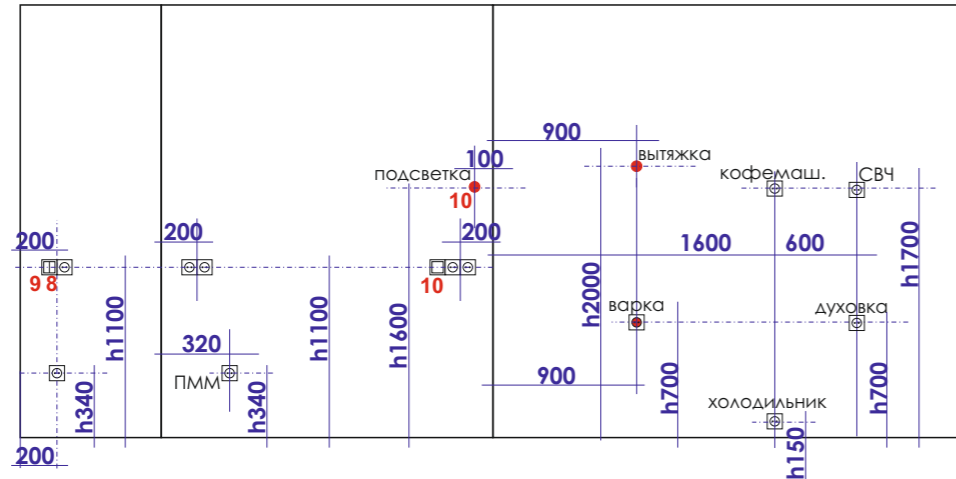 900
100
вытяжка
подсветка
кофемаш.
СВЧ
10
200
200
200
1600
600
h1700
9 8
10
h1100
h1100
h1600
h2000
варка
духовка
320
ПММ
900
h340
h340
h700
h700
холодильник
h150
200